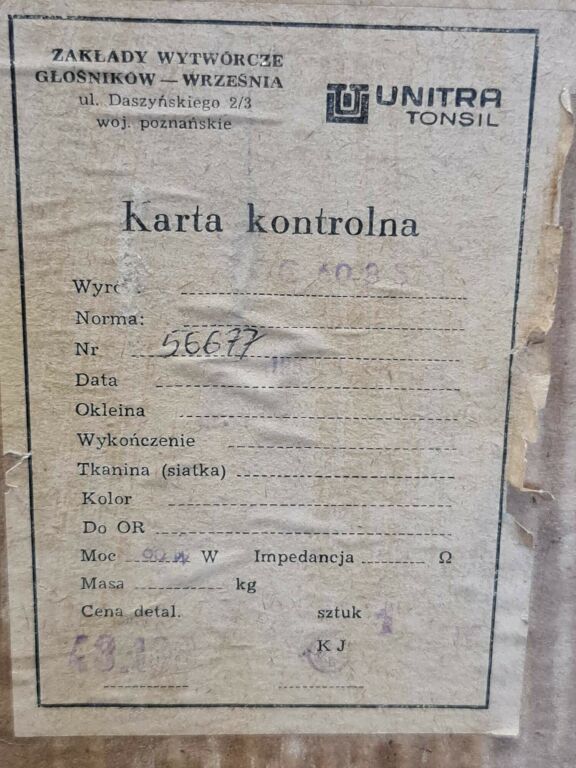 ZAKŁADY WYTWÓRCZE
GŁOŚNIKÓW — WRZEŚNIA
ul. Daszyńskiego 2/3
woj. poznańskie
UNITRA
TONSIL
Karta kontrolna
Norma:
Nr 56677
Data
Okleina
Wykończenie
Tkanina (siatka)
Kolor
Do OR
Moc W Impedancja Ω
Masa kg
Cena detal. sztuk 1
KJ